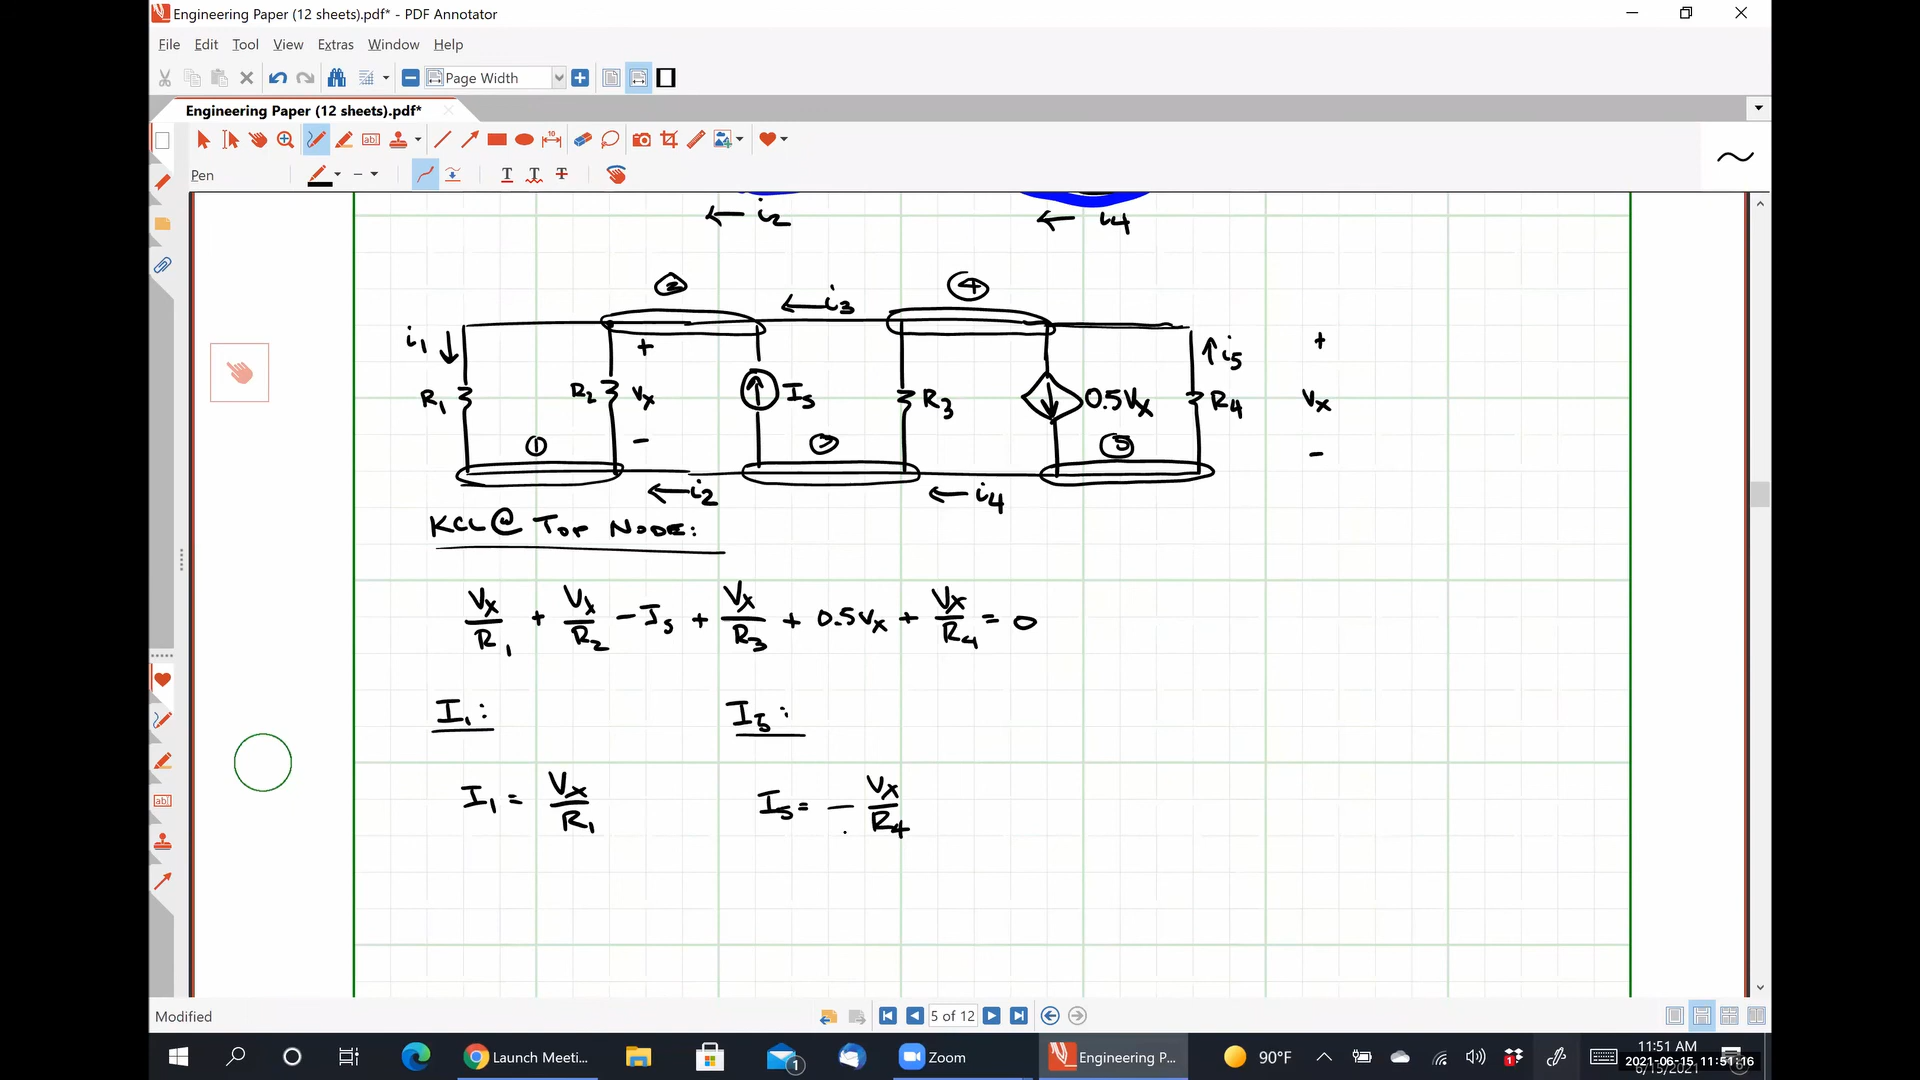 Engineering Paper (12 sheets).pdf* - PDF Annotator
File Edit Tool View Extras Window Help
Page Width
Engineering Paper (12 sheets).pdf*
Pen
← i2 ← i4
② ④
← i3
i1 ↓ + ↑ i5 +
R1 R2 Vx Is R3 0.5Vx R4 Vx
① - ③ ⑤ -
← i2 ← i4
KCL @ TOP NODE:
Vx/R1 + Vx/R2 - Is + Vx/R3 + 0.5Vx + Vx/R4 = 0
I1: I5:
I1 = Vx/R1 I5 = - Vx/R4
Modified 5 of 12
Launch Meeti... 1 Zoom Engineering P... 90°F 1 11:51 AM
2021-06-15, 11:51:16